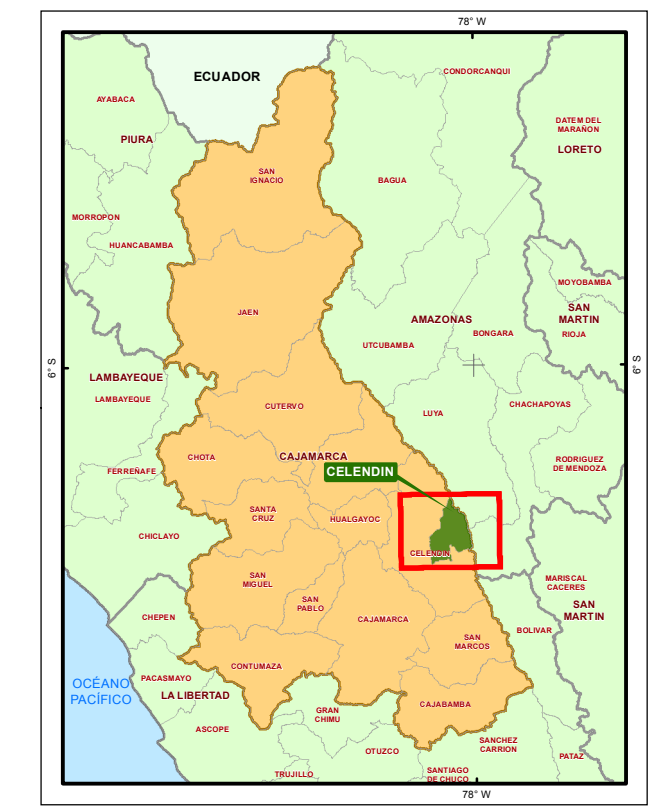 78° W
ECUADOR
CONDORCANQUI
AYABACA
DATEM DEL
MARAÑON
PIURA
LORETO
SAN
IGNACIO
BAGUA
MORROPON
HUANCABAMBA
MOYOBAMBA
SAN
MARTIN
JAEN
AMAZONAS
BONGARA
RIOJA
UTCUBAMBA
6° S
6° S
LAMBAYEQUE
LAMBAYEQUE
CUTERVO
LUYA
CHACHAPOYAS
CHOTA
CAJAMARCA
RODRIGUEZ
DE MENDOZA
FERREÑAFE
CELENDIN
SANTA
CRUZ
HUALGAYOC
CHICLAYO
CELENDIN
SAN
MIGUEL
MARISCAL
CACERES
SAN
PABLO
SAN
MARTIN
CHEPEN
CAJAMARCA
BOLIVAR
SAN
MARCOS
CONTUMAZA
OCÉANO
PACÍFICO
PACASMAYO
LA LIBERTAD
CAJABAMBA
GRAN
CHIMU
ASCOPE
SANCHEZ
CARRION
OTUZCO
PATAZ
TRUJILLO
SANTIAGO
DE CHUCO
78° W